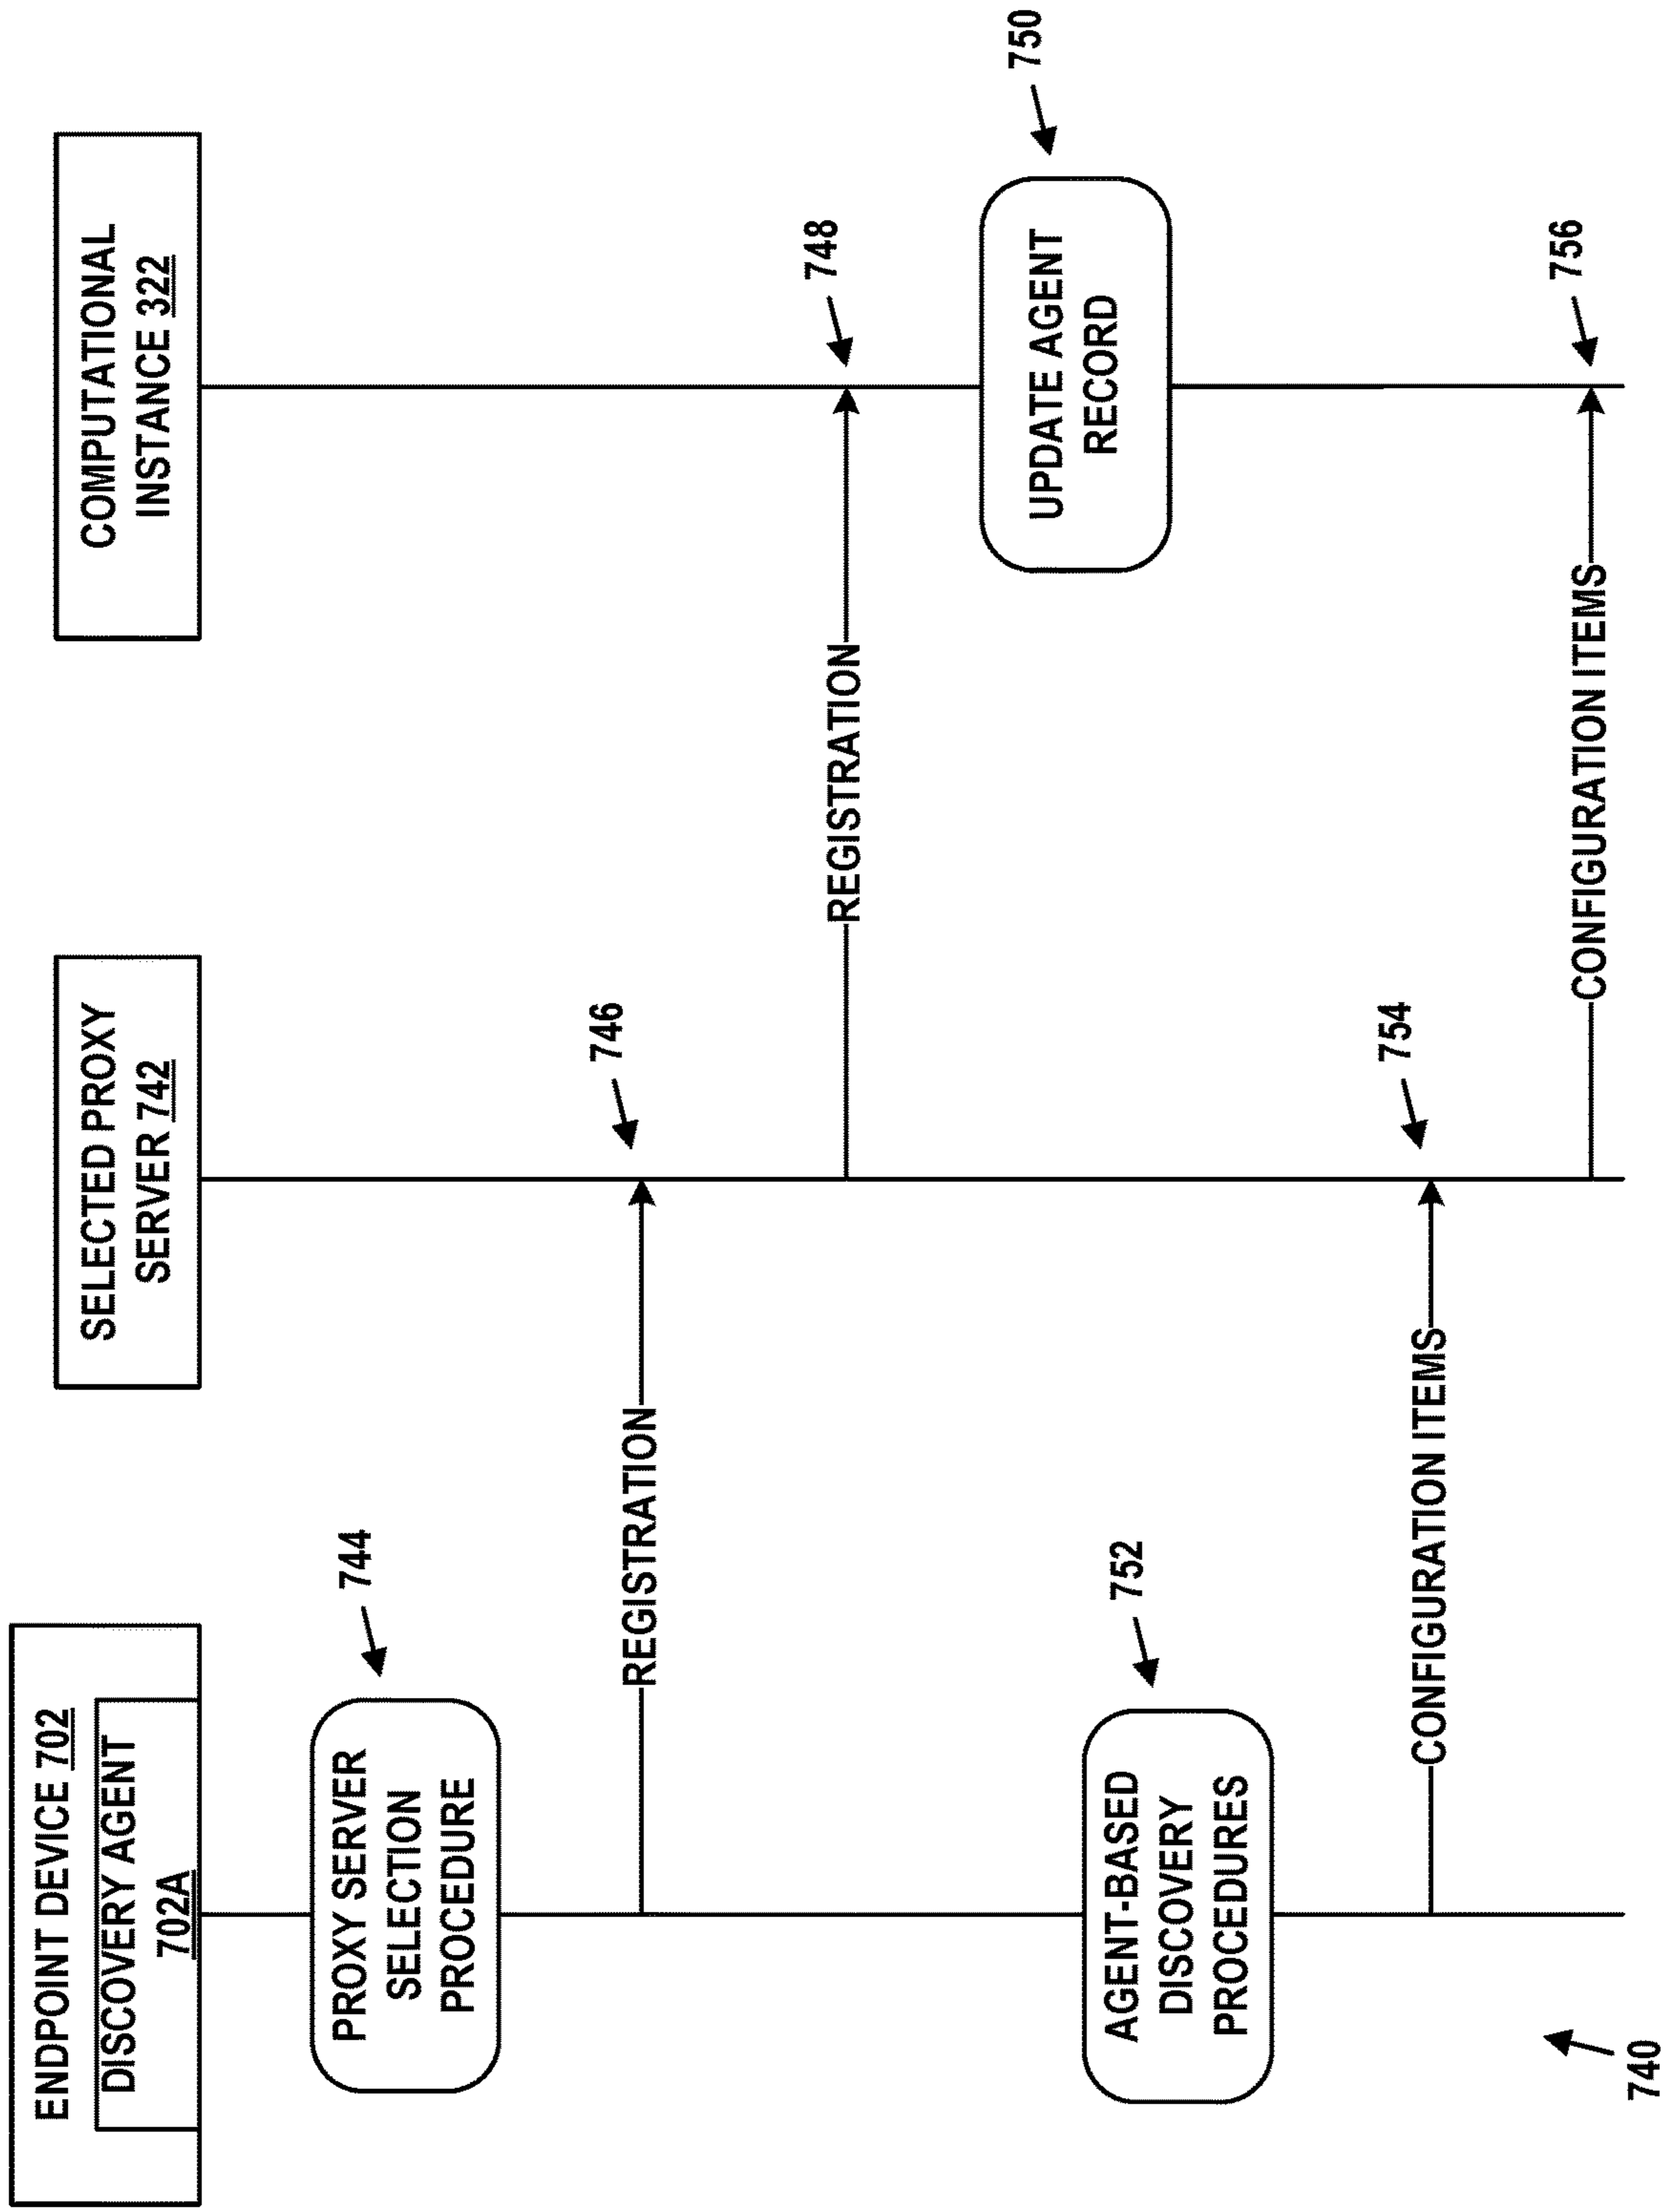 ENDPOINT DEVICE 702
DISCOVERY AGENT
702A
SELECTED PROXY
SERVER 742
COMPUTATIONAL
INSTANCE 322
744
PROXY SERVER
SELECTION
PROCEDURE
746
REGISTRATION
748
REGISTRATION
750
UPDATE AGENT
RECORD
752
AGENT-BASED
DISCOVERY
PROCEDURES
754
CONFIGURATION ITEMS
756
CONFIGURATION ITEMS
740